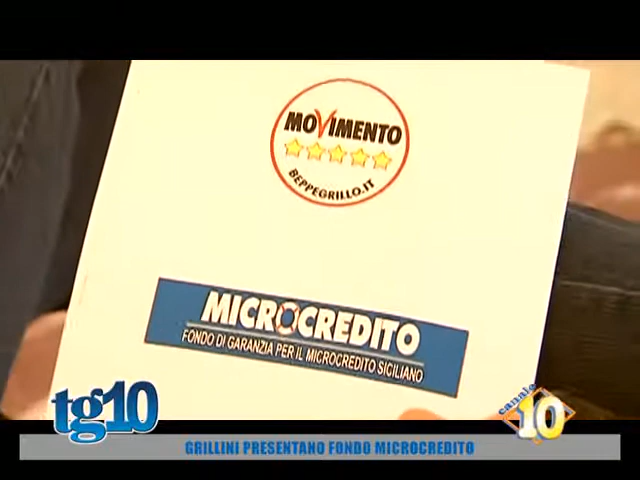 MOVIMENTO
BEPPEGRILLO.IT
MICROCREDITO
FONDO DI GARANZIA PER IL MICROCREDITO SICILIANO
tg10
canale 10
GRILLINI PRESENTANO FONDO MICROCREDITO